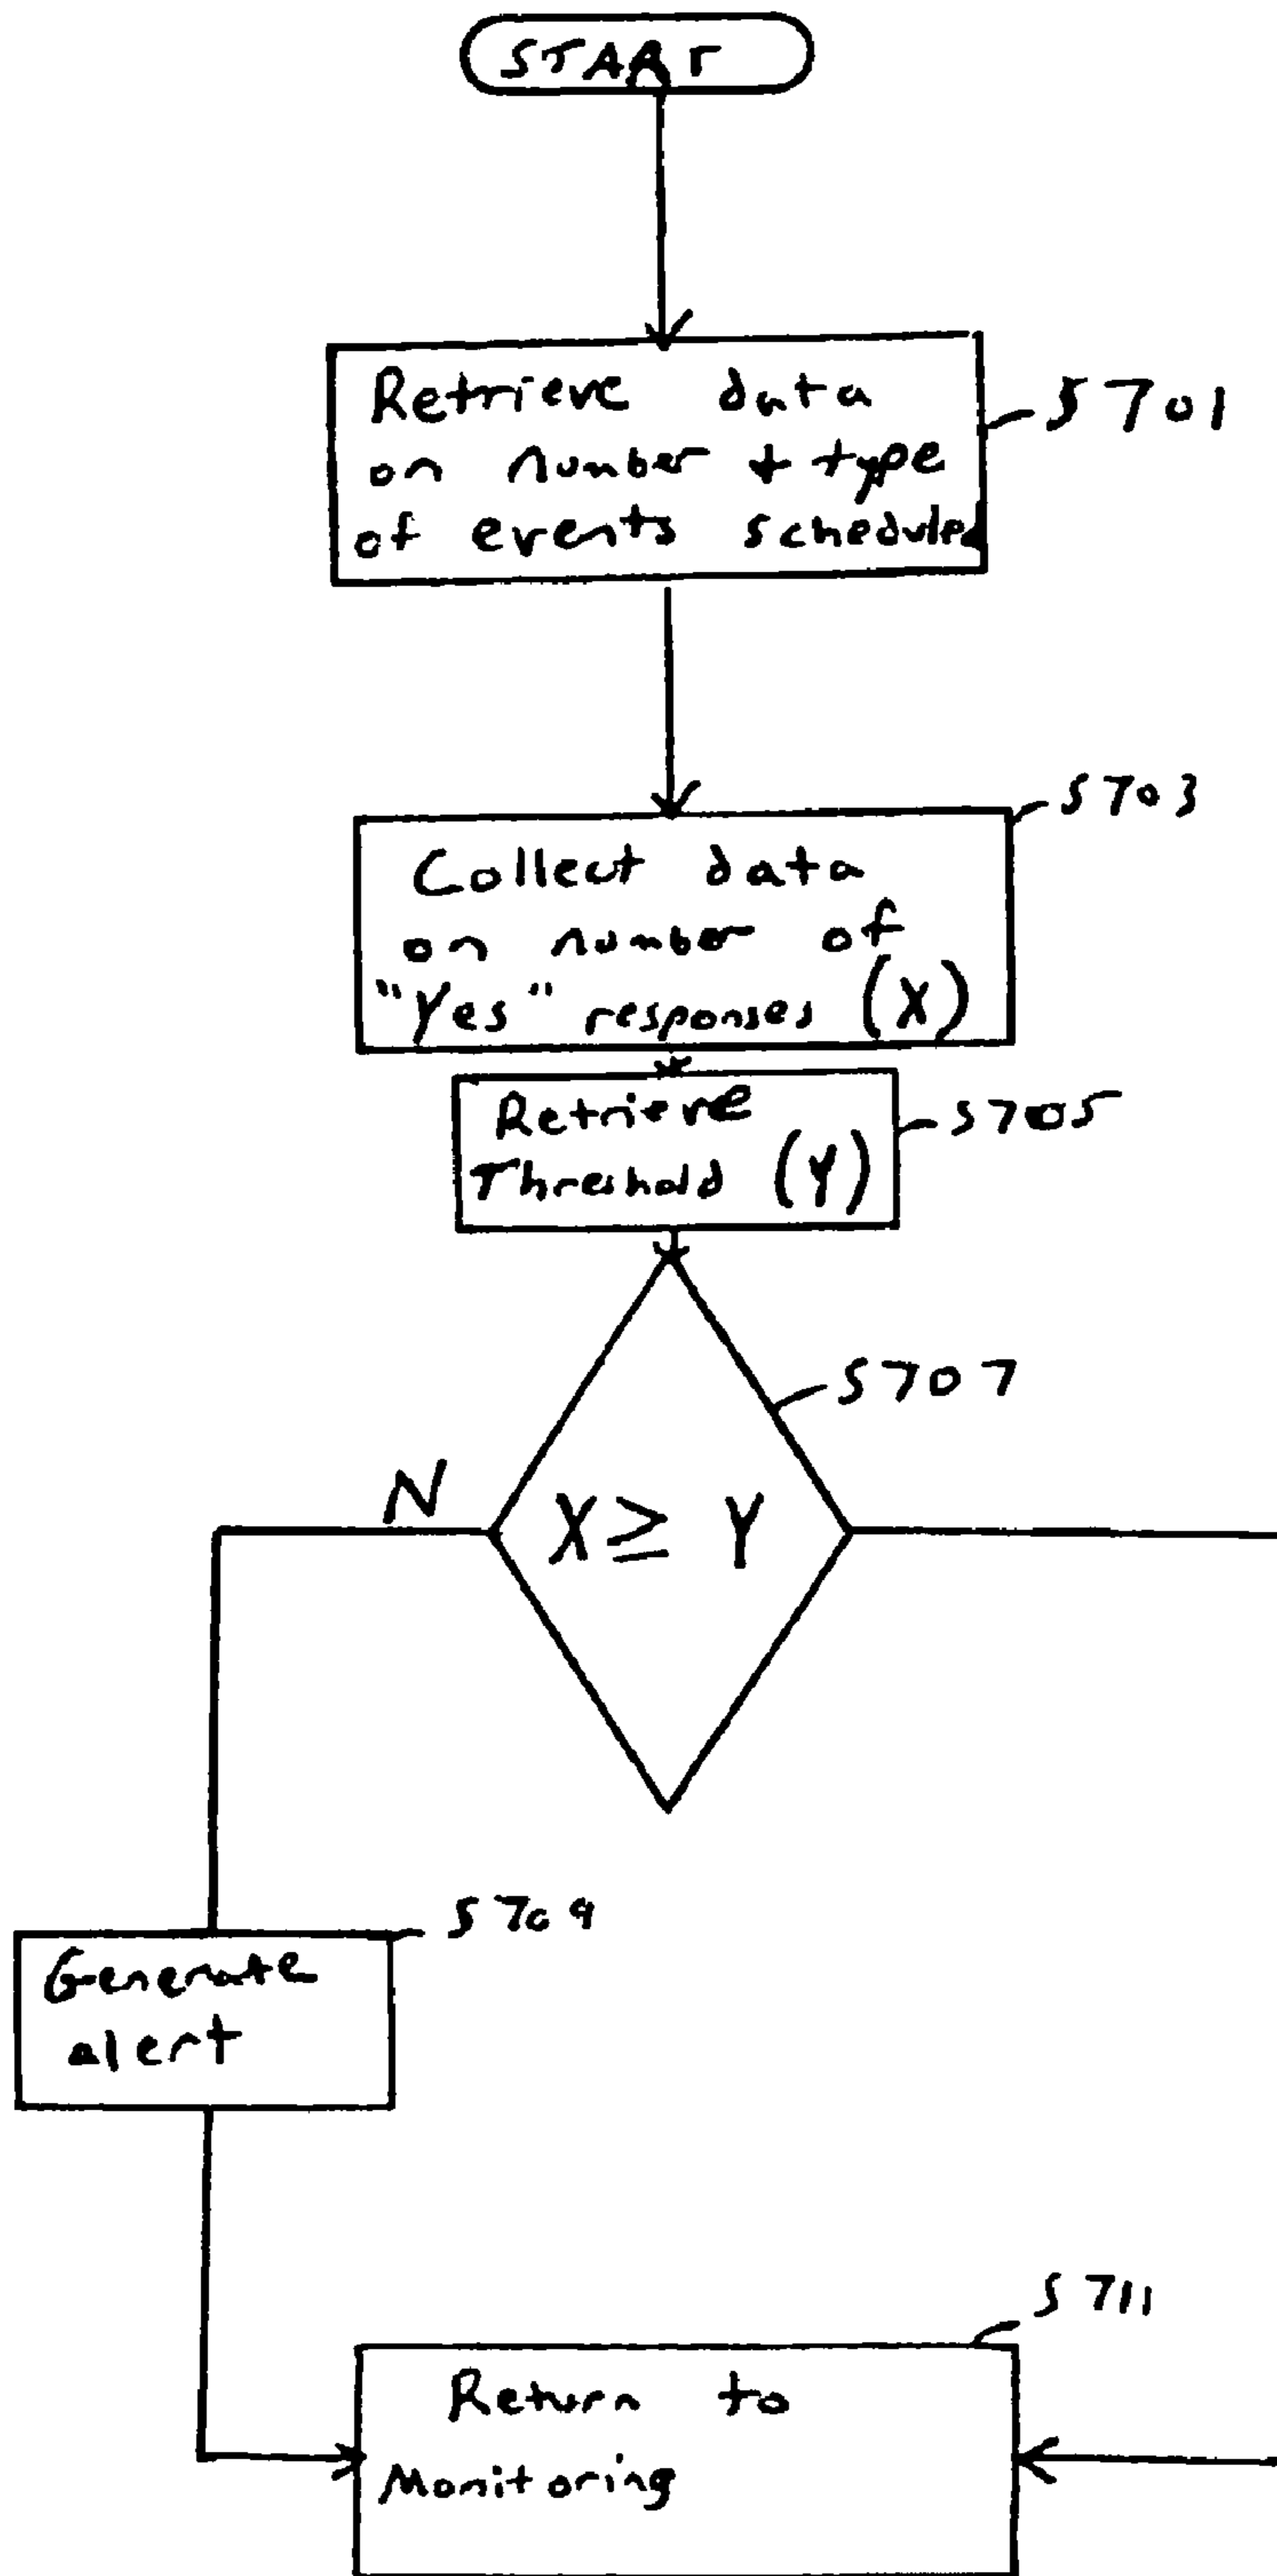 START
Retrieve data
on number + type
of events scheduled
S701
Collect data
on number of
"Yes" responses (X)
S703
Retrieve
Threshold (Y)
S705
S707
N
X ≥ Y
S709
Generate
alert
S711
Return to
Monitoring